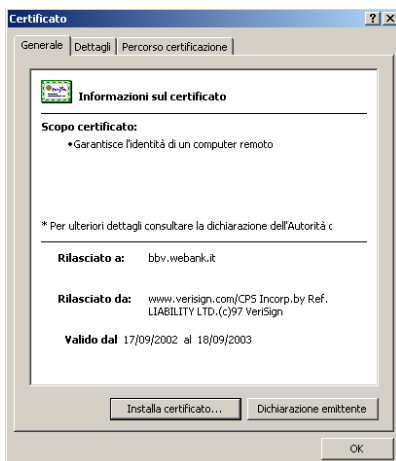 Certificato
Generale Dettagli Percorso certificazione
Informazioni sul certificato
Scopo certificato:
•Garantisce l'identità di un computer remoto
* Per ulteriori dettagli consultare la dichiarazione dell'Autorità c
Rilasciato a: bbv.webank.it
Rilasciato da: www.verisign.com/CPS Incorp.by Ref.
LIABILITY LTD.(c)97 VeriSign
Valido dal 17/09/2002 al 18/09/2003
Installa certificato... Dichiarazione emittente
OK